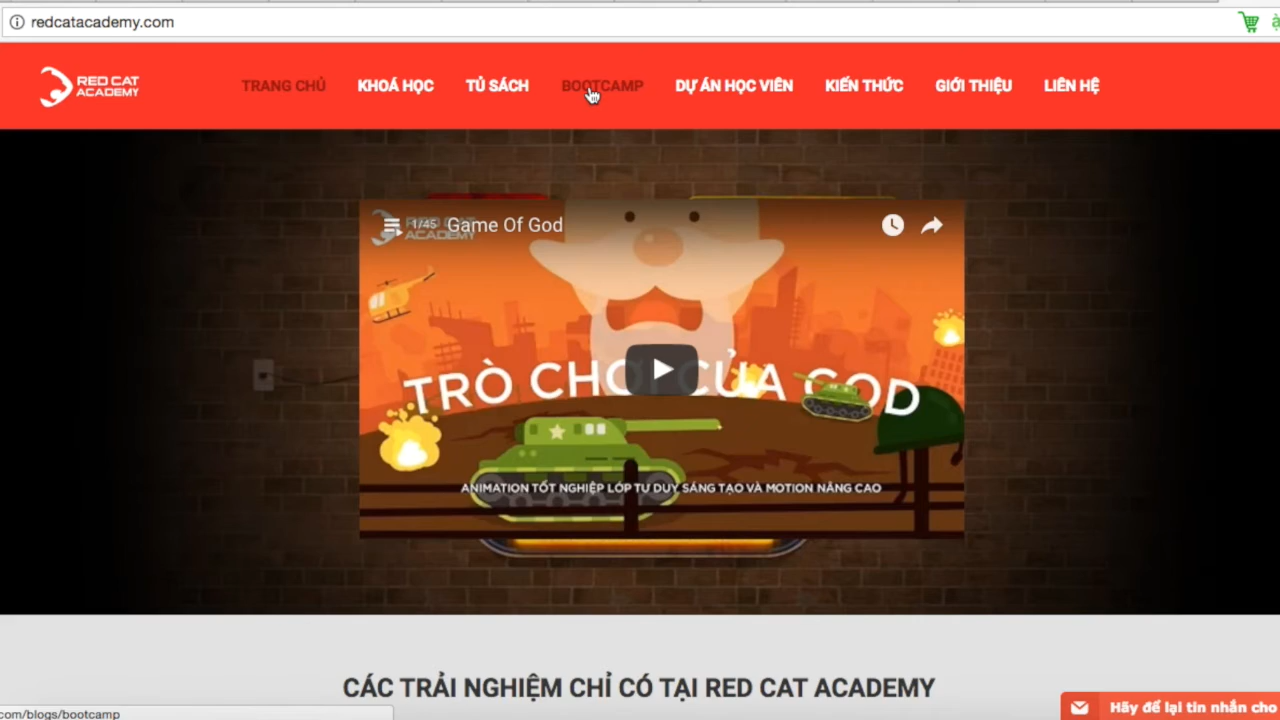 redcatacademy.com
RED CAT
ACADEMY
TRANG CHỦ KHOÁ HỌC TỦ SÁCH BOOTCAMP DỰ ÁN HỌC VIÊN KIẾN THỨC GIỚI THIỆU LIÊN HỆ
RED CAT
ACADEMY
1/45 Game Of God
TRÒ CHƠI CỦA GOD
ANIMATION TỐT NGHIỆP LỚP TƯ DUY SÁNG TẠO VÀ MOTION NÂNG CAO
CÁC TRẢI NGHIỆM CHỈ CÓ TẠI RED CAT ACADEMY
Hãy để lại tin nhắn cho
com/blogs/bootcamp